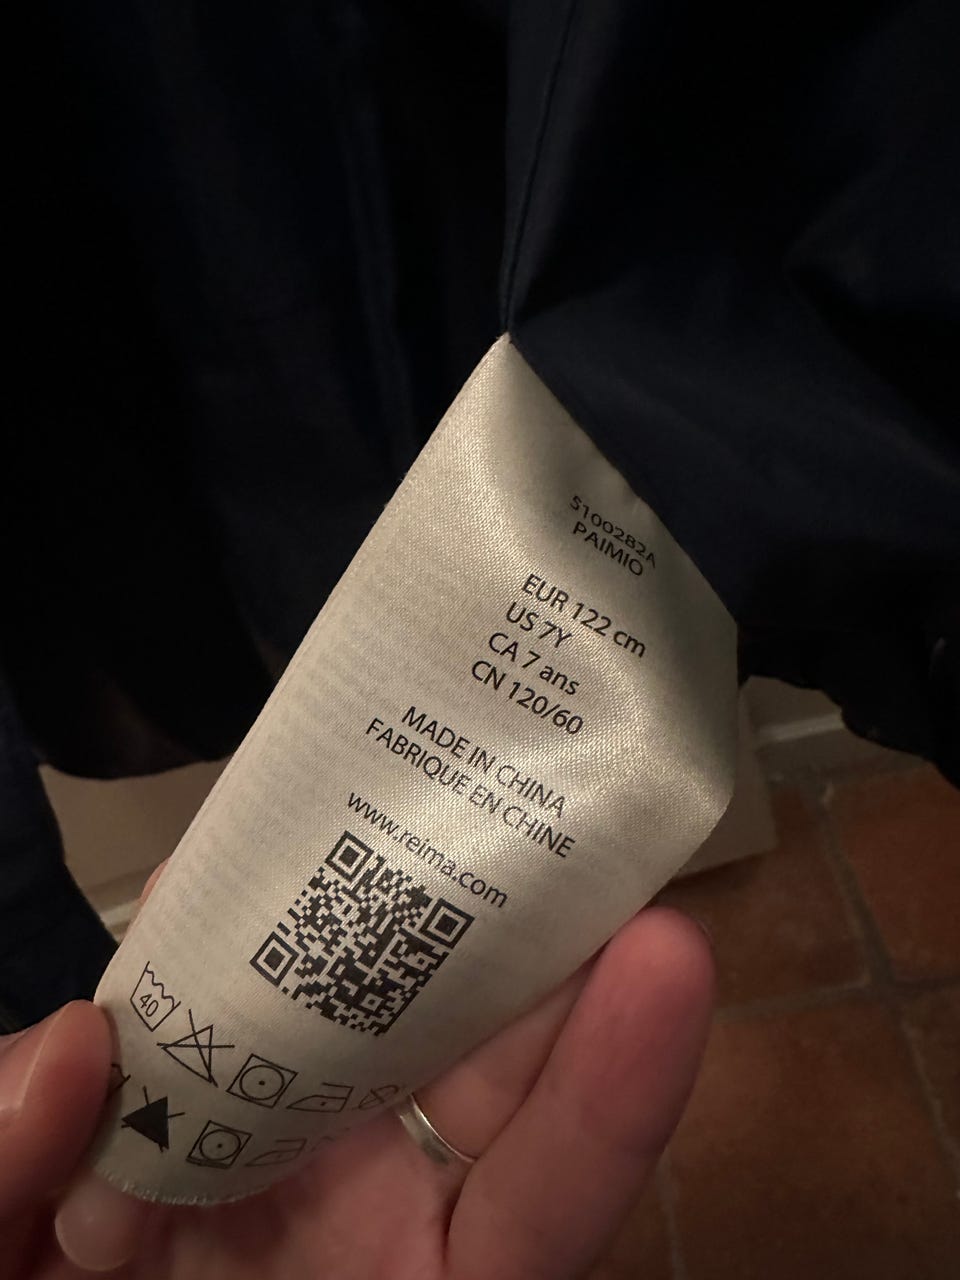 5100282A
PAIMIO
EUR 122 cm
US 7Y
CA 7 ans
CN 120/60
MADE IN CHINA
FABRIQUE EN CHINE
www.reima.com
40